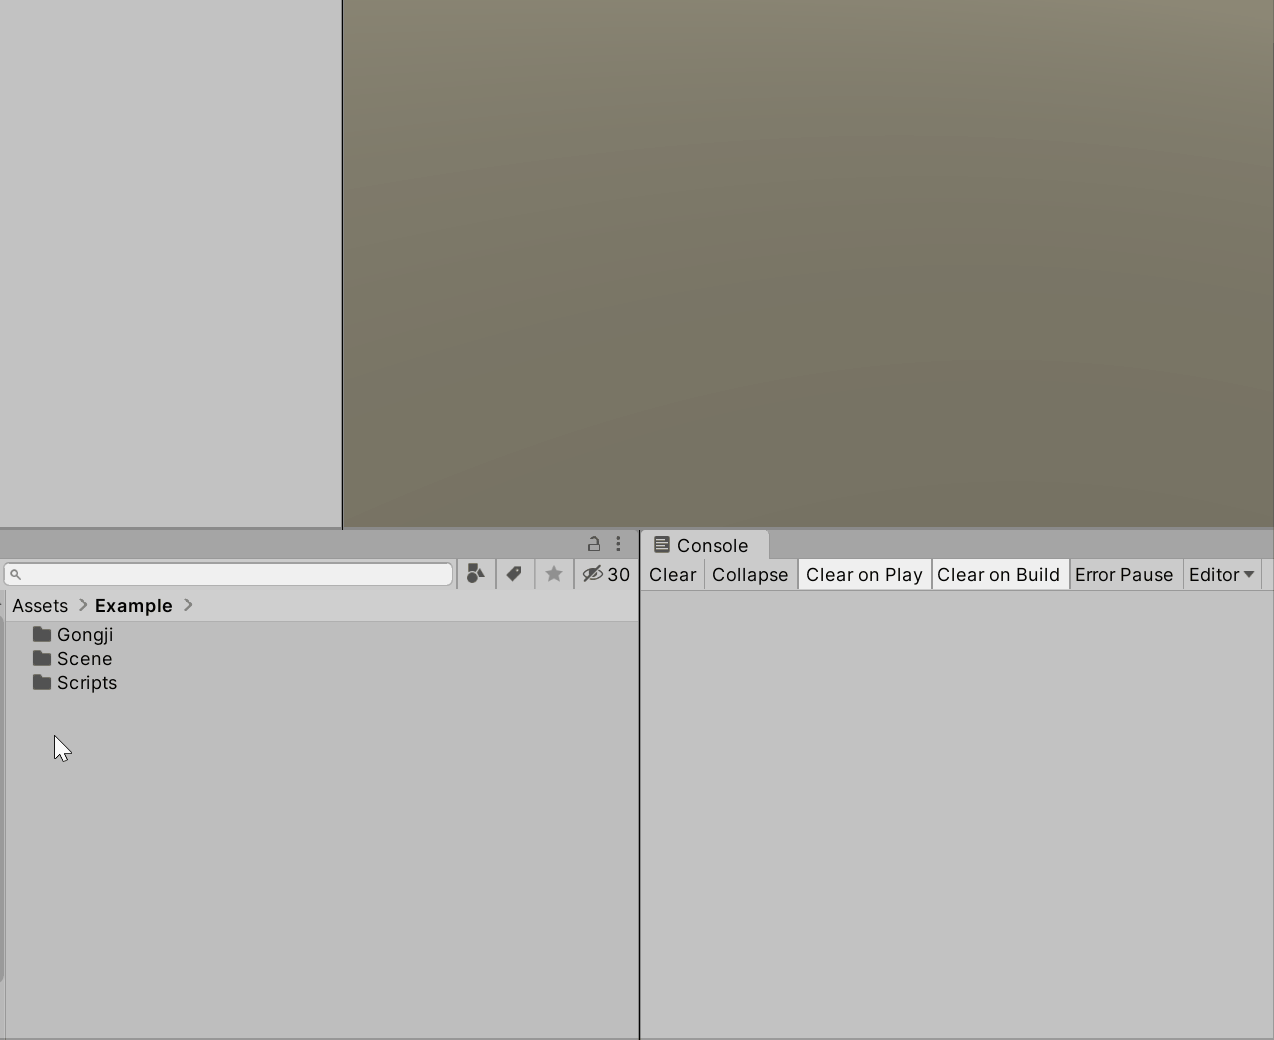 Console
30
Clear Collapse Clear on Play Clear on Build Error Pause Editor
Assets > Example >
Gongji
Scene
Scripts